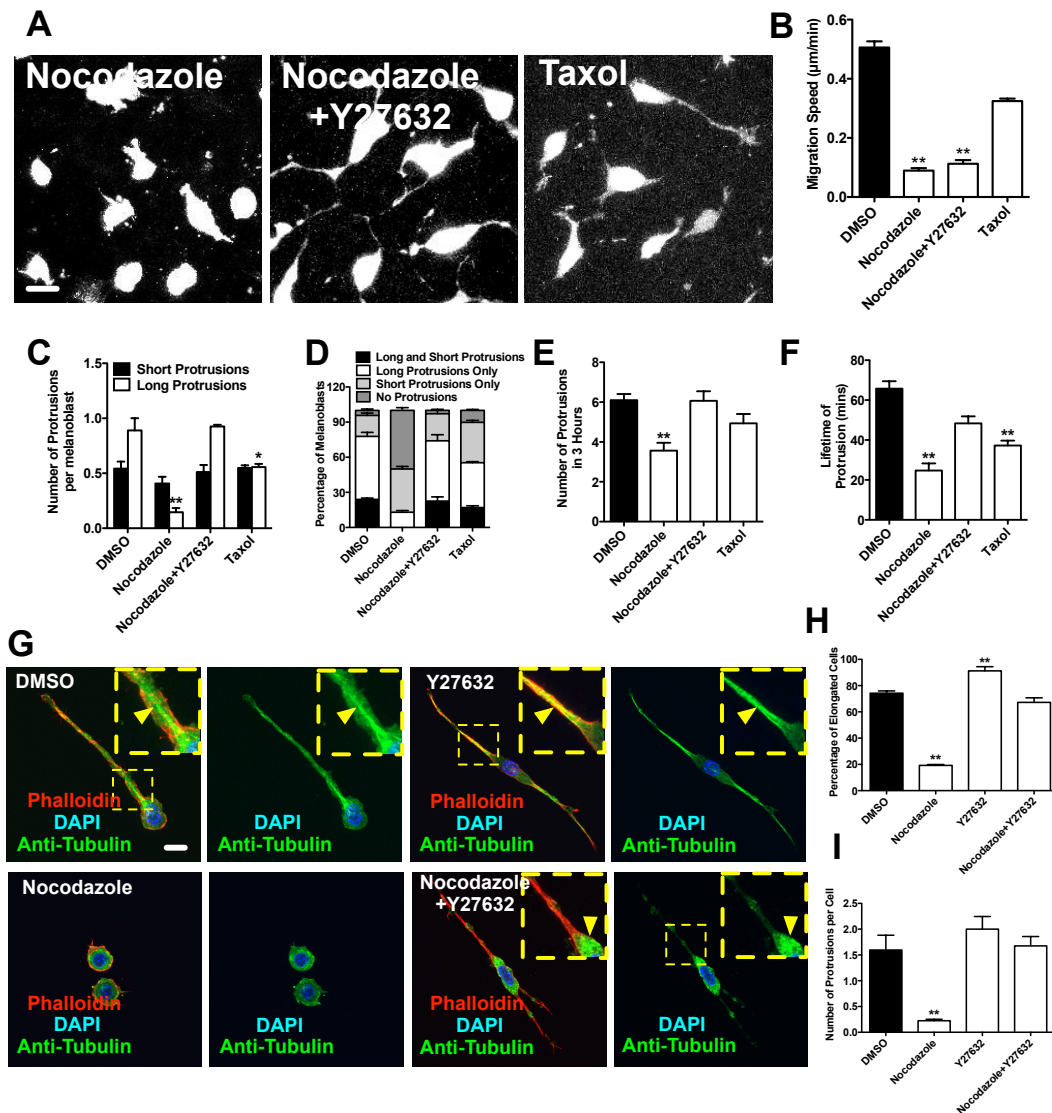 A
Nocodazole
Nocodazole
+Y27632
Taxol
B
Migration Speed (µm/min)
0.6
0.4
0.2
0.0
**
**
DMSO
Nocodazole
Nocodazole+Y27632
Taxol
C
Number of Protrusions
per melanoblast
1.5
1.0
0.5
0.0
Short Protrusions
Long Protrusions
**
*
DMSO
Nocodazole
Nocodazole+Y27632
Taxol
D
Long and Short Protrusions
Long Protrusions Only
Short Protrusions Only
No Protrusions
Percentage of Melanoblasts
120
90
60
30
0
DMSO
Nocodazole
Nocodazole+Y27632
Taxol
E
Number of Protrusions
in 3 Hours
8
6
4
2
0
**
DMSO
Nocodazole
Nocodazole+Y27632
Taxol
F
Lifetime of
Protrusion (mins)
80
60
40
20
0
**
**
DMSO
Nocodazole
Nocodazole+Y27632
Taxol
G
DMSO
Phalloidin
DAPI
Anti-Tubulin
DAPI
Anti-Tubulin
Y27632
Phalloidin
DAPI
Anti-Tubulin
DAPI
Anti-Tubulin
Nocodazole
Phalloidin
DAPI
Anti-Tubulin
DAPI
Anti-Tubulin
Nocodazole
+Y27632
Phalloidin
DAPI
Anti-Tubulin
DAPI
Anti-Tubulin
H
Percentage of Elongated Cells
100
80
60
40
20
0
**
**
DMSO
Nocodazole
Y27632
Nocodazole+Y27632
I
Number of Protrusions per Cell
2.5
2.0
1.5
1.0
0.5
0.0
**
DMSO
Nocodazole
Y27632
Nocodazole+Y27632